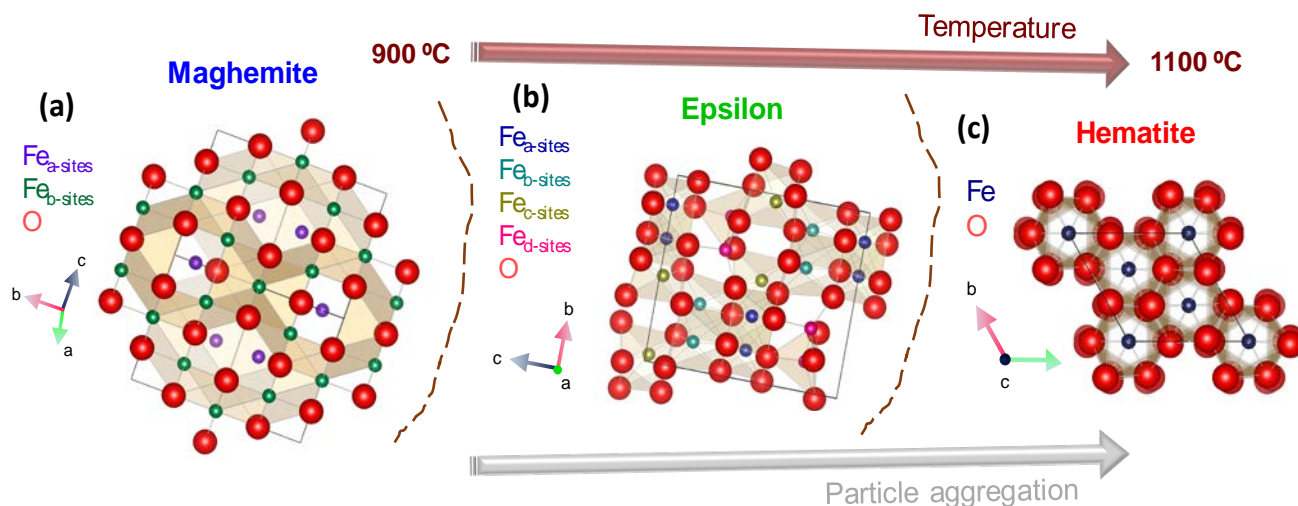 Temperature
900 ºC
1100 ºC
Maghemite
(a)
Fea-sites
Feb-sites
O
c
b
a
Epsilon
(b)
Fea-sites
Feb-sites
Fec-sites
Fed-sites
O
b
c
a
Hematite
(c)
Fe
O
b
c
Particle aggregation